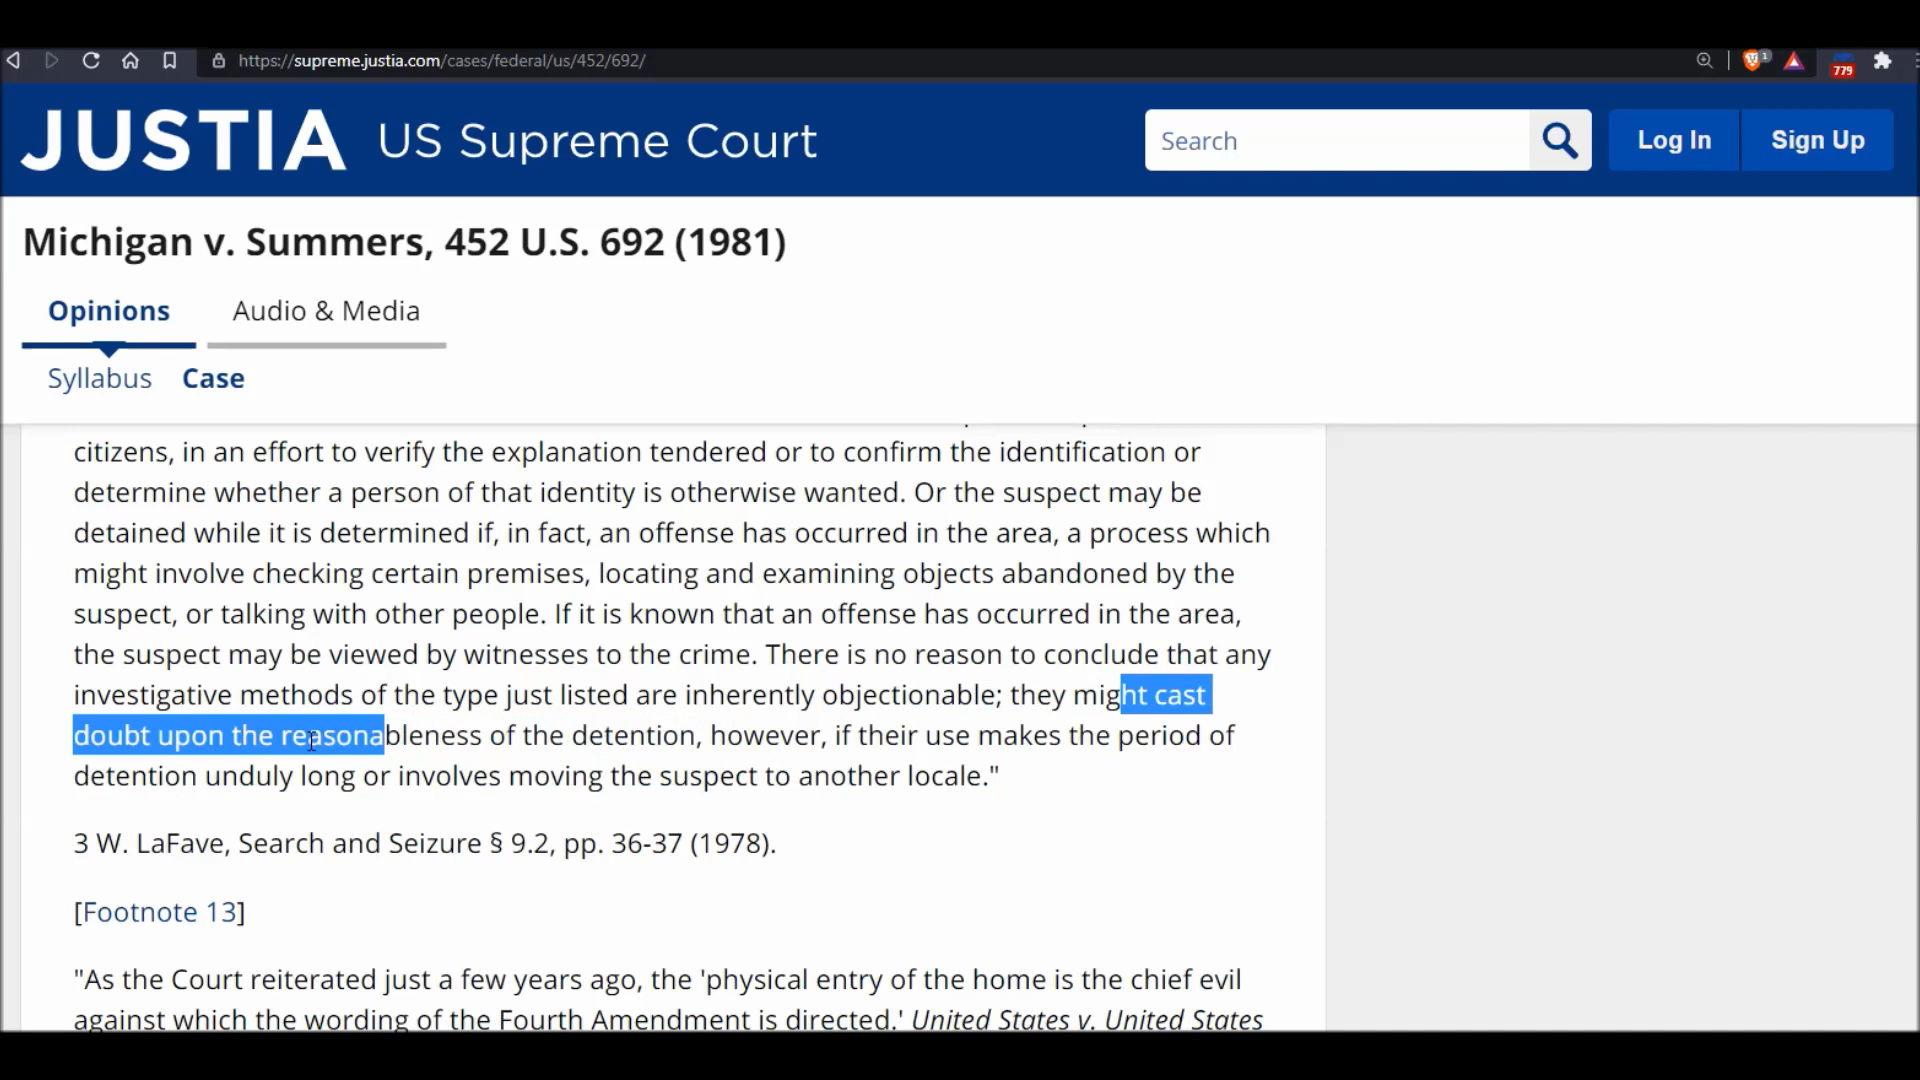 https://supreme.justia.com/cases/federal/us/452/692/
1
779
JUSTIA US Supreme Court
Search
Log In
Sign Up
Michigan v. Summers, 452 U.S. 692 (1981)
Opinions
Audio & Media
Syllabus
Case
citizens, in an effort to verify the explanation tendered or to confirm the identification or
determine whether a person of that identity is otherwise wanted. Or the suspect may be
detained while it is determined if, in fact, an offense has occurred in the area, a process which
might involve checking certain premises, locating and examining objects abandoned by the
suspect, or talking with other people. If it is known that an offense has occurred in the area,
the suspect may be viewed by witnesses to the crime. There is no reason to conclude that any
investigative methods of the type just listed are inherently objectionable; they might cast
doubt upon the reasonableness of the detention, however, if their use makes the period of
detention unduly long or involves moving the suspect to another locale."
3 W. LaFave, Search and Seizure § 9.2, pp. 36-37 (1978).
[Footnote 13]
"As the Court reiterated just a few years ago, the 'physical entry of the home is the chief evil
against which the wording of the Fourth Amendment is directed.' United States v. United States